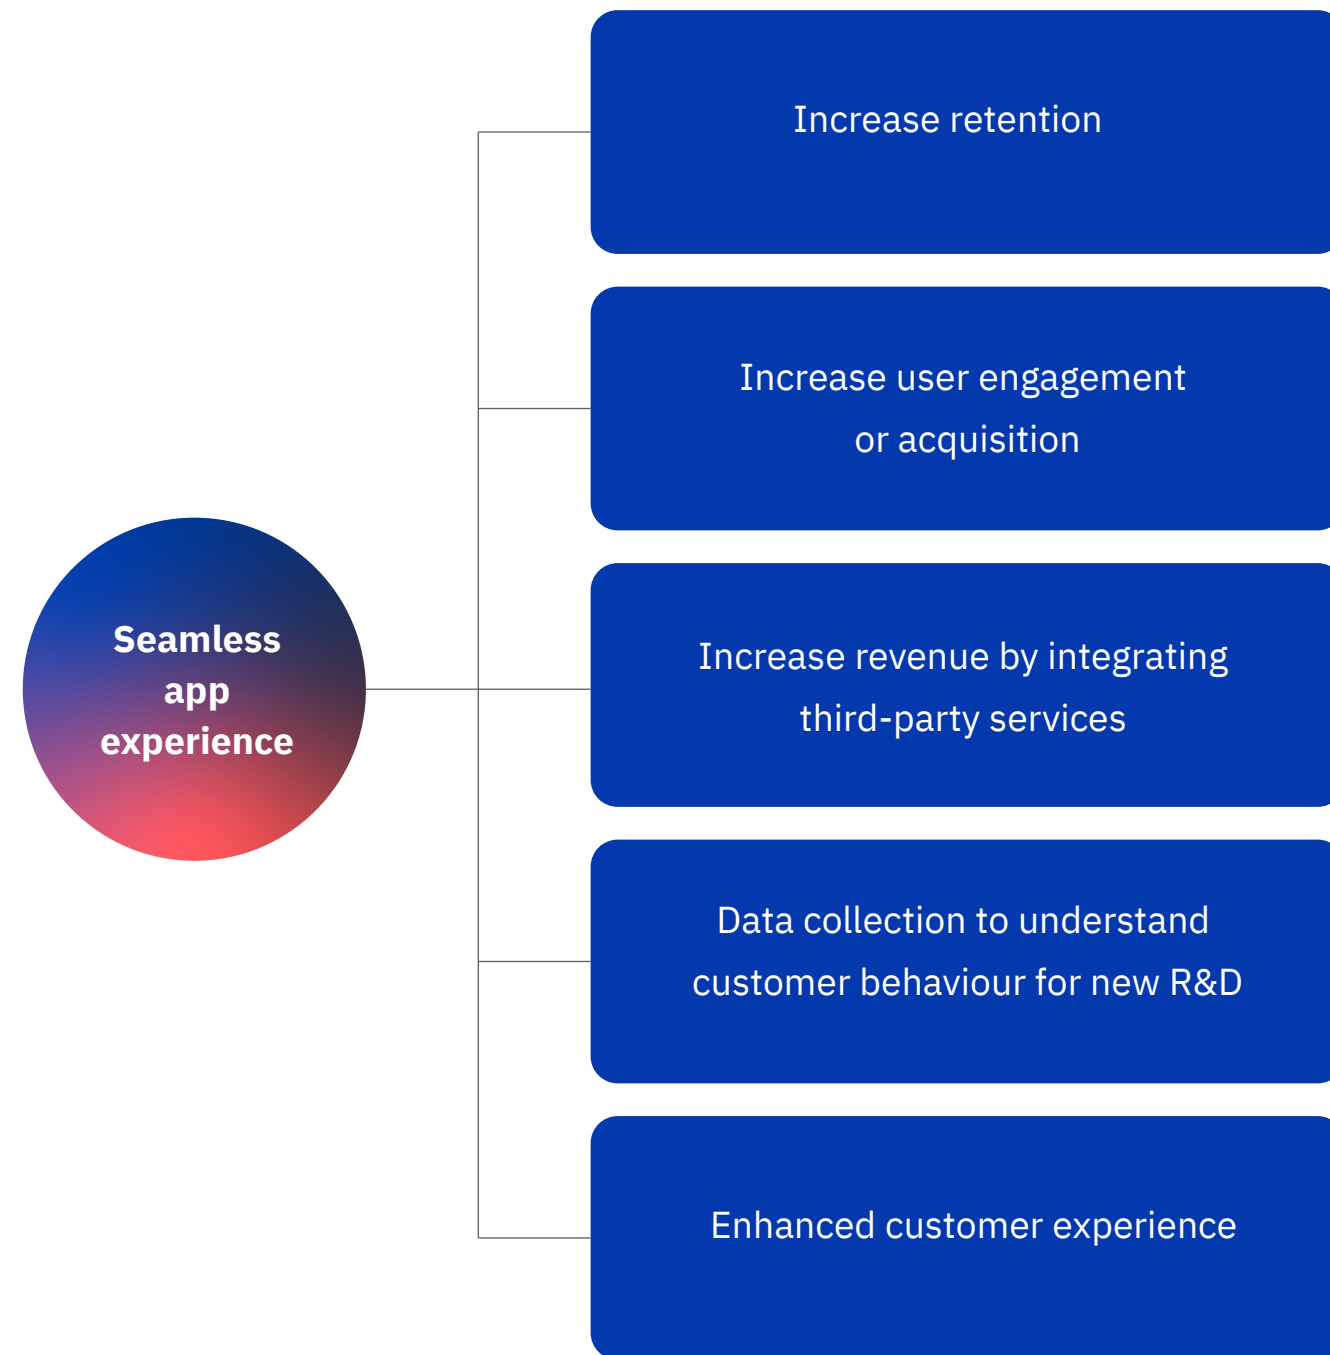 Increase retention
Increase user engagement
or acquisition
Seamless
app
experience
Increase revenue by integrating
third-party services
Data collection to understand
customer behaviour for new R&D
Enhanced customer experience